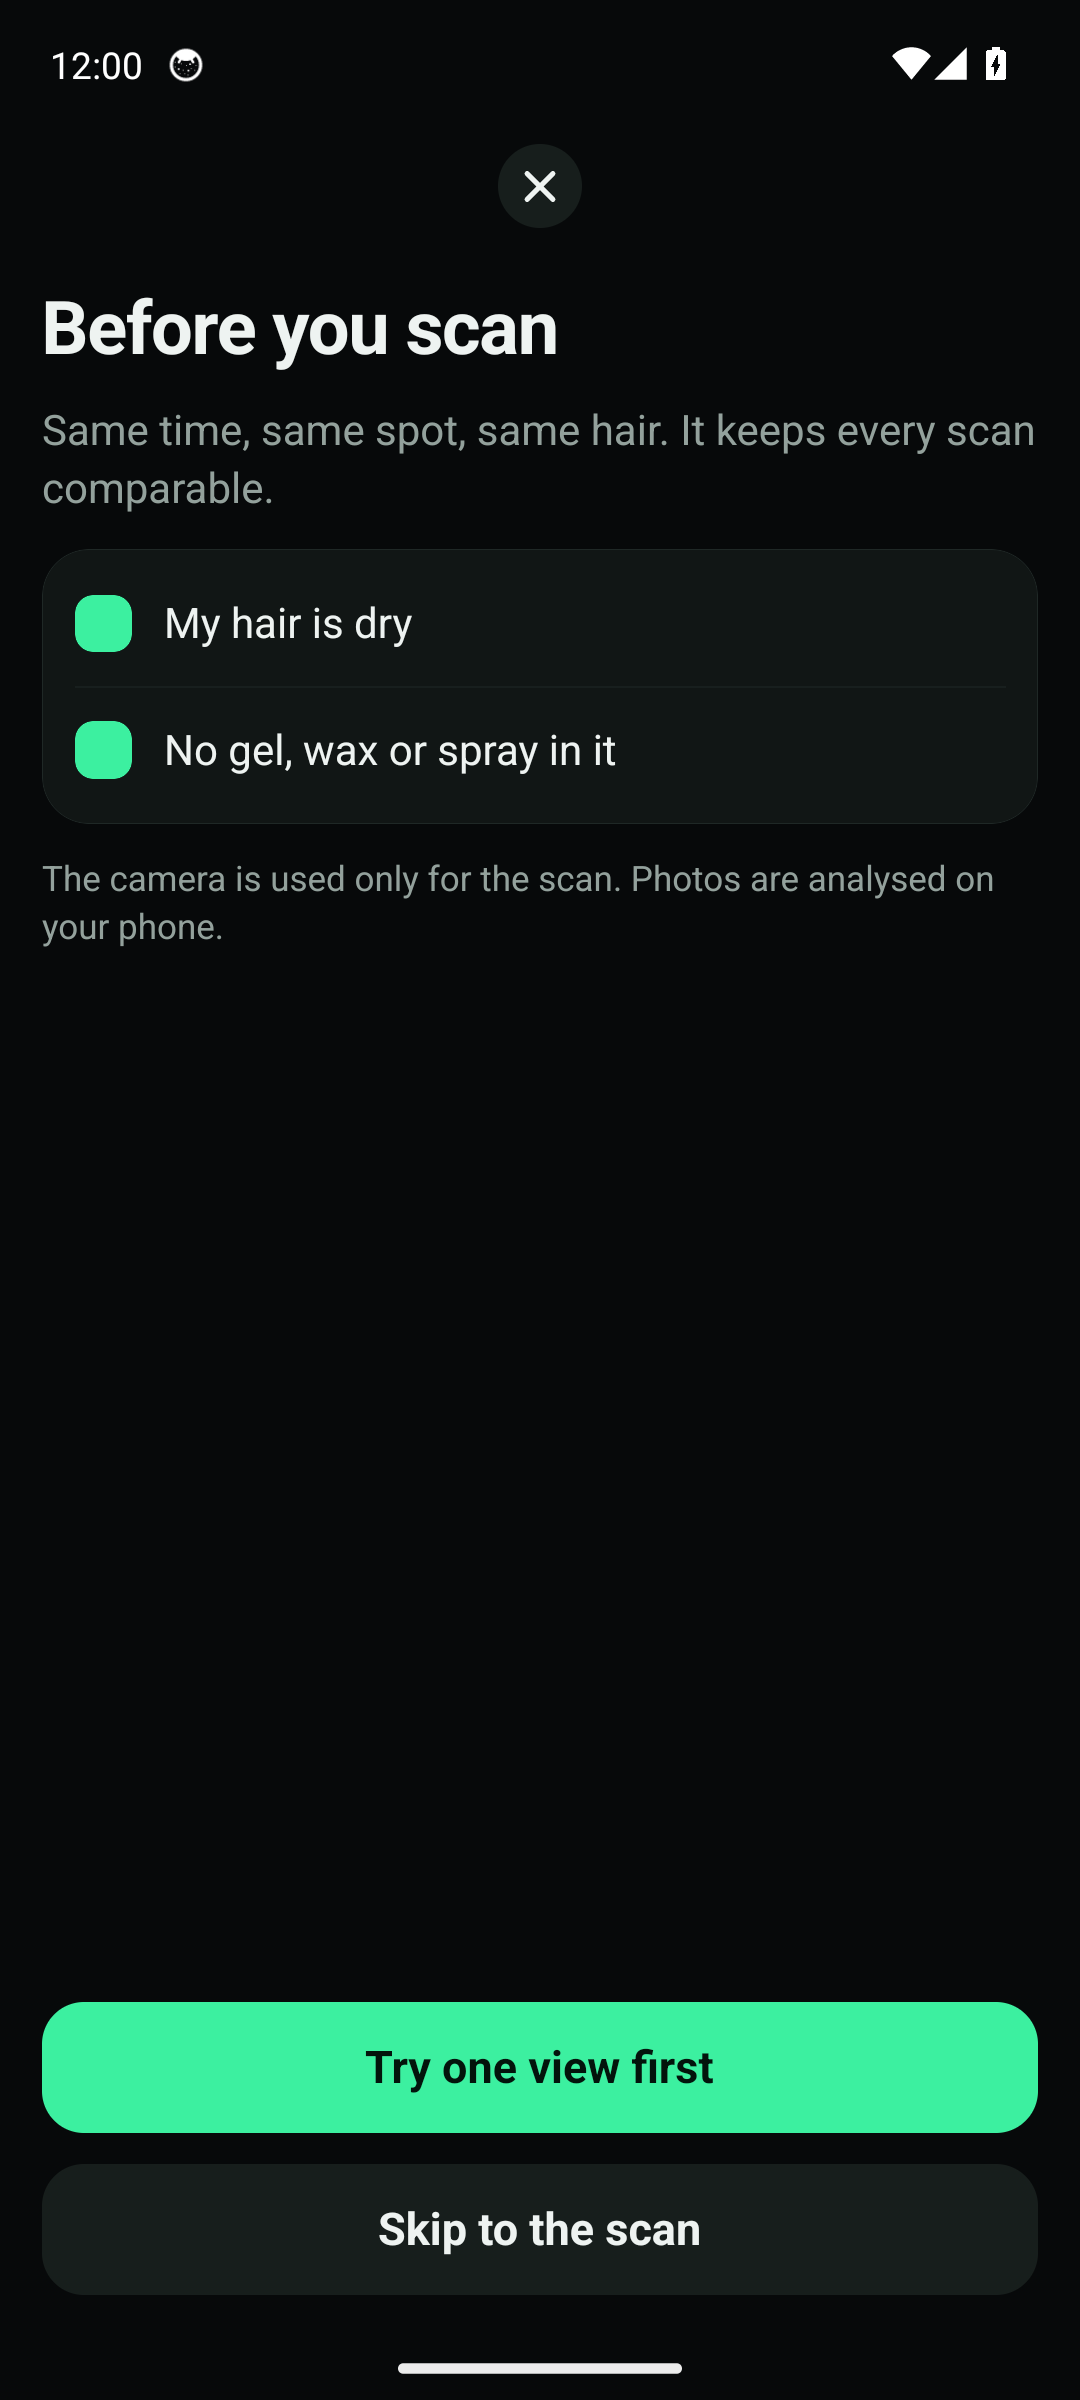 12:00
Before you scan
Same time, same spot, same hair. It keeps every scan
comparable.
My hair is dry
No gel, wax or spray in it
The camera is used only for the scan. Photos are analysed on
your phone.
Try one view first
Skip to the scan